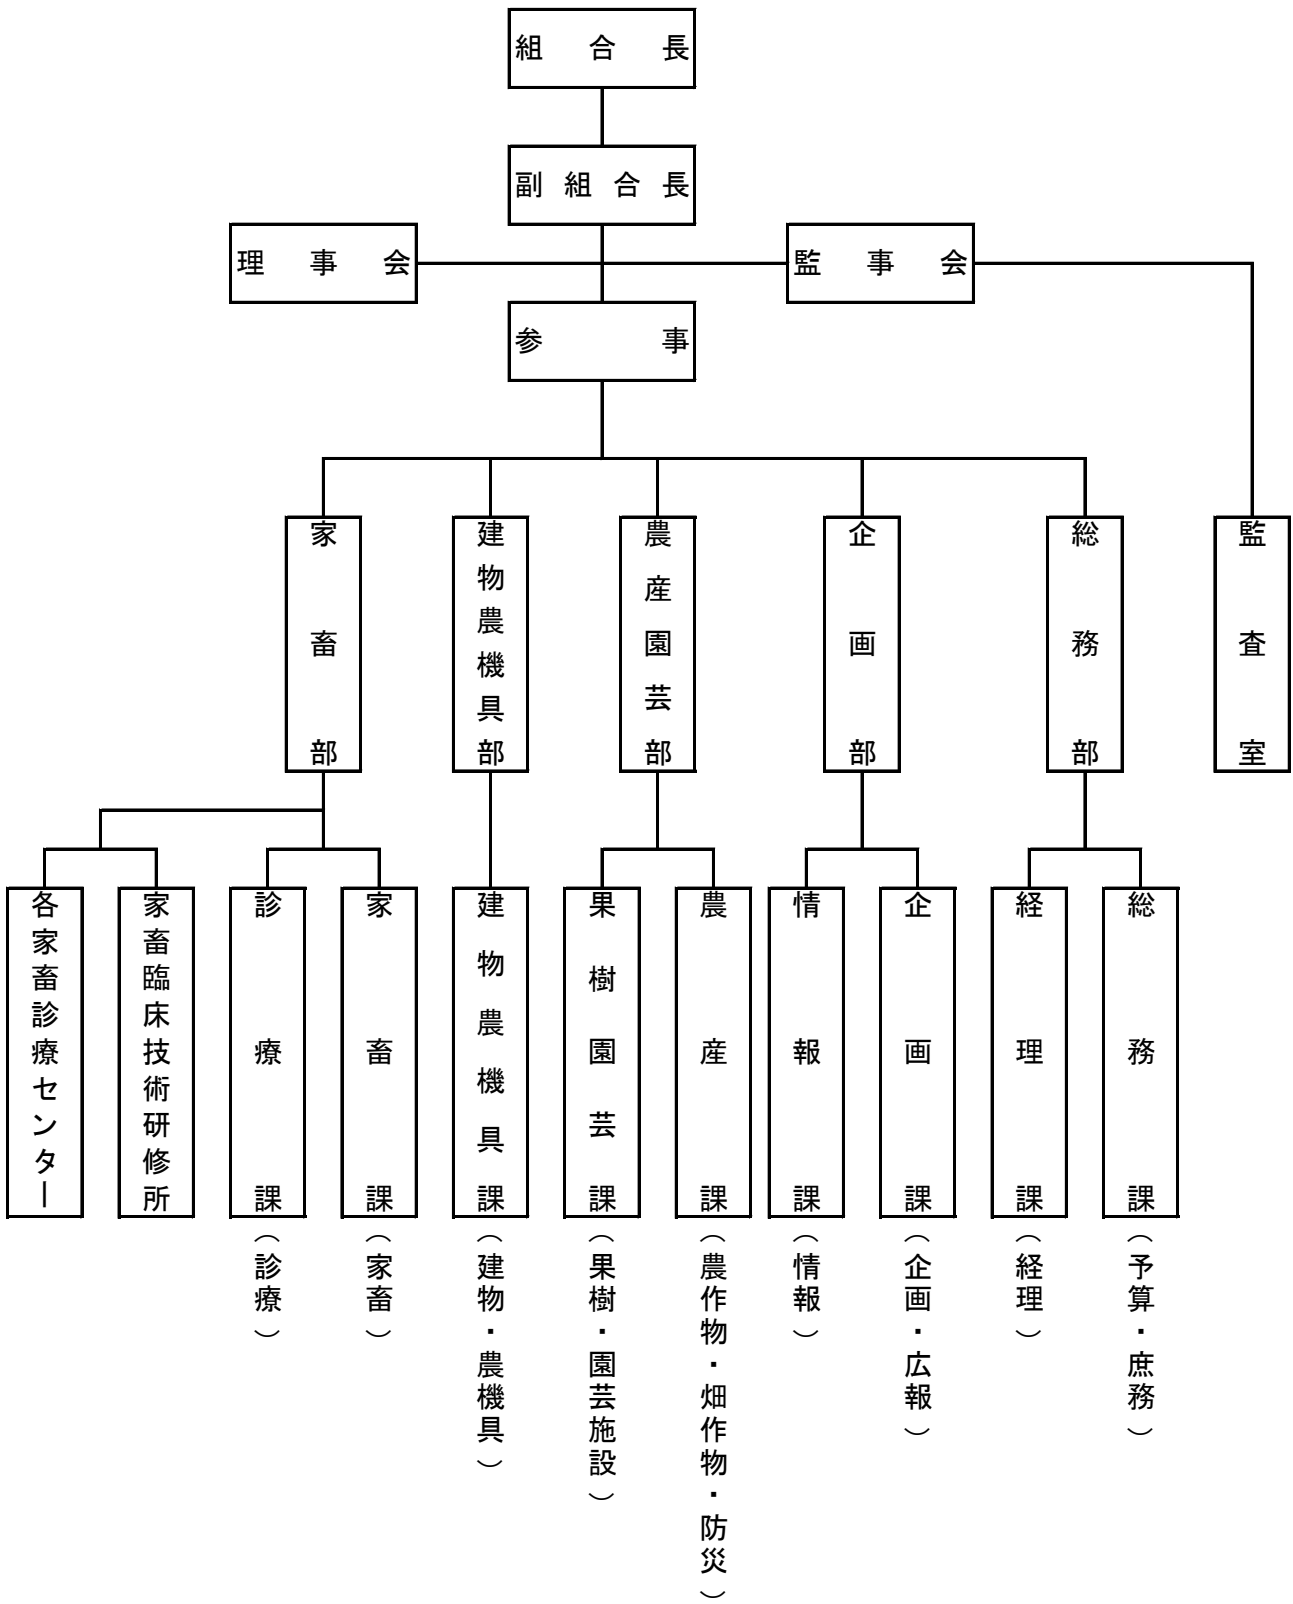 組合長
副組合長
理事会
監事会
参事
監査室
総務部
企画部
農産園芸部
建物農機具部
家畜部
総務課
（予算・庶務）
経理課
（経理）
企画課
（企画・広報）
情報課
（情報）
農産課
（農作物・畑作物・防災）
果樹園芸課
（果樹・園芸施設）
建物農機具課
（建物・農機具）
家畜課
（家畜）
診療課
（診療）
家畜臨床技術研修所
各家畜診療センター